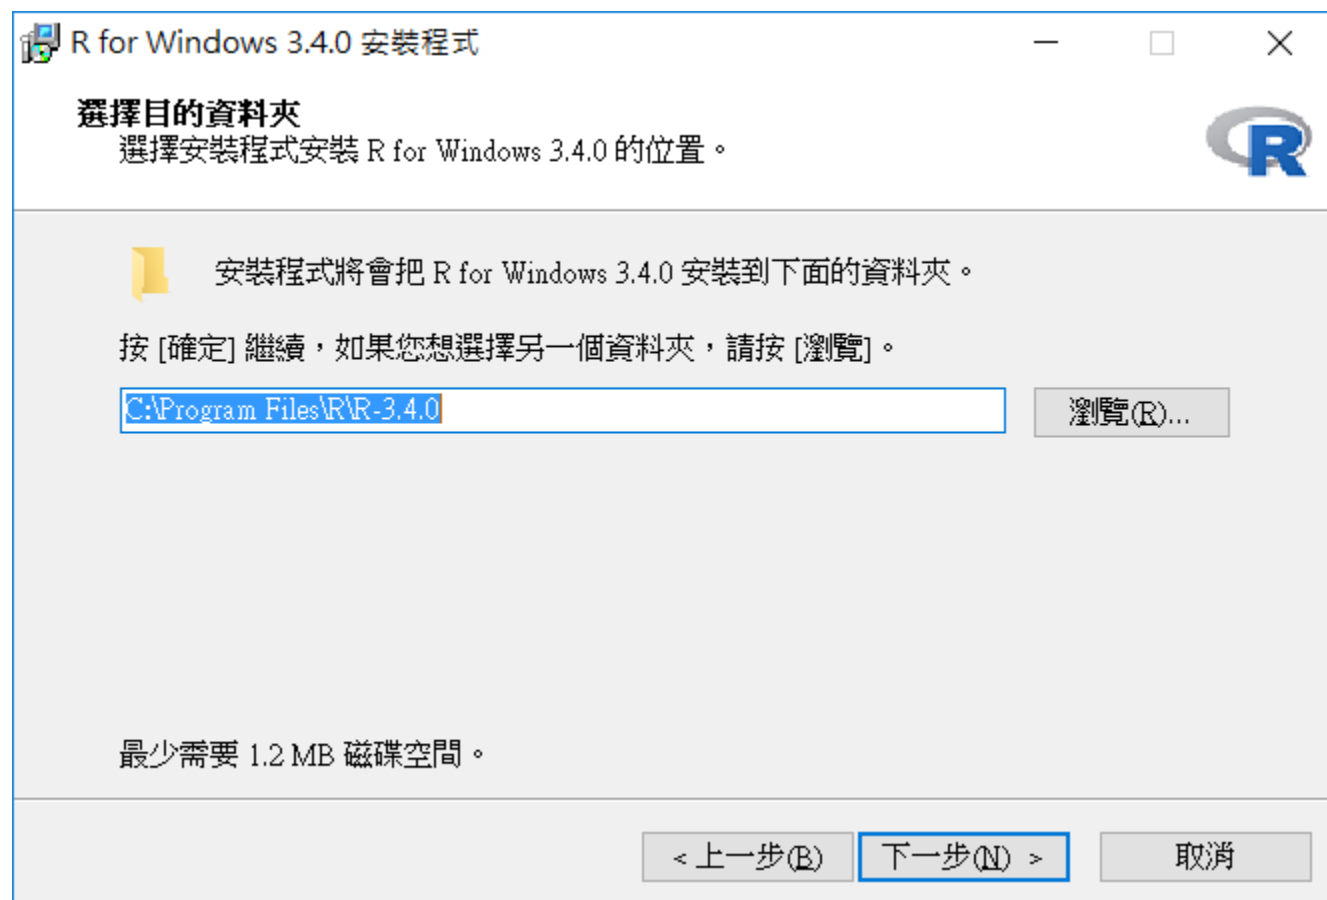 R for Windows 3.4.0 安裝程式
選擇目的資料夾
選擇安裝程式安裝 R for Windows 3.4.0 的位置。
R
安裝程式將會把 R for Windows 3.4.0 安裝到下面的資料夾。
按 [確定] 繼續，如果您想選擇另一個資料夾，請按 [瀏覽]。
C:\Program Files\R\R-3.4.0
瀏覽(R)...
最少需要 1.2 MB 磁碟空間。
< 上一步(B)
下一步(N) >
取消